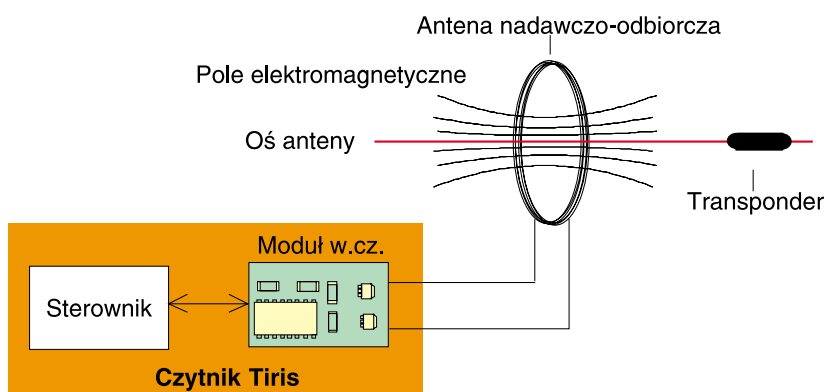 Antena nadawczo-odbiorcza
Pole elektromagnetyczne
Oś anteny
Transponder
Moduł w.cz.
Sterownik
Czytnik Tiris